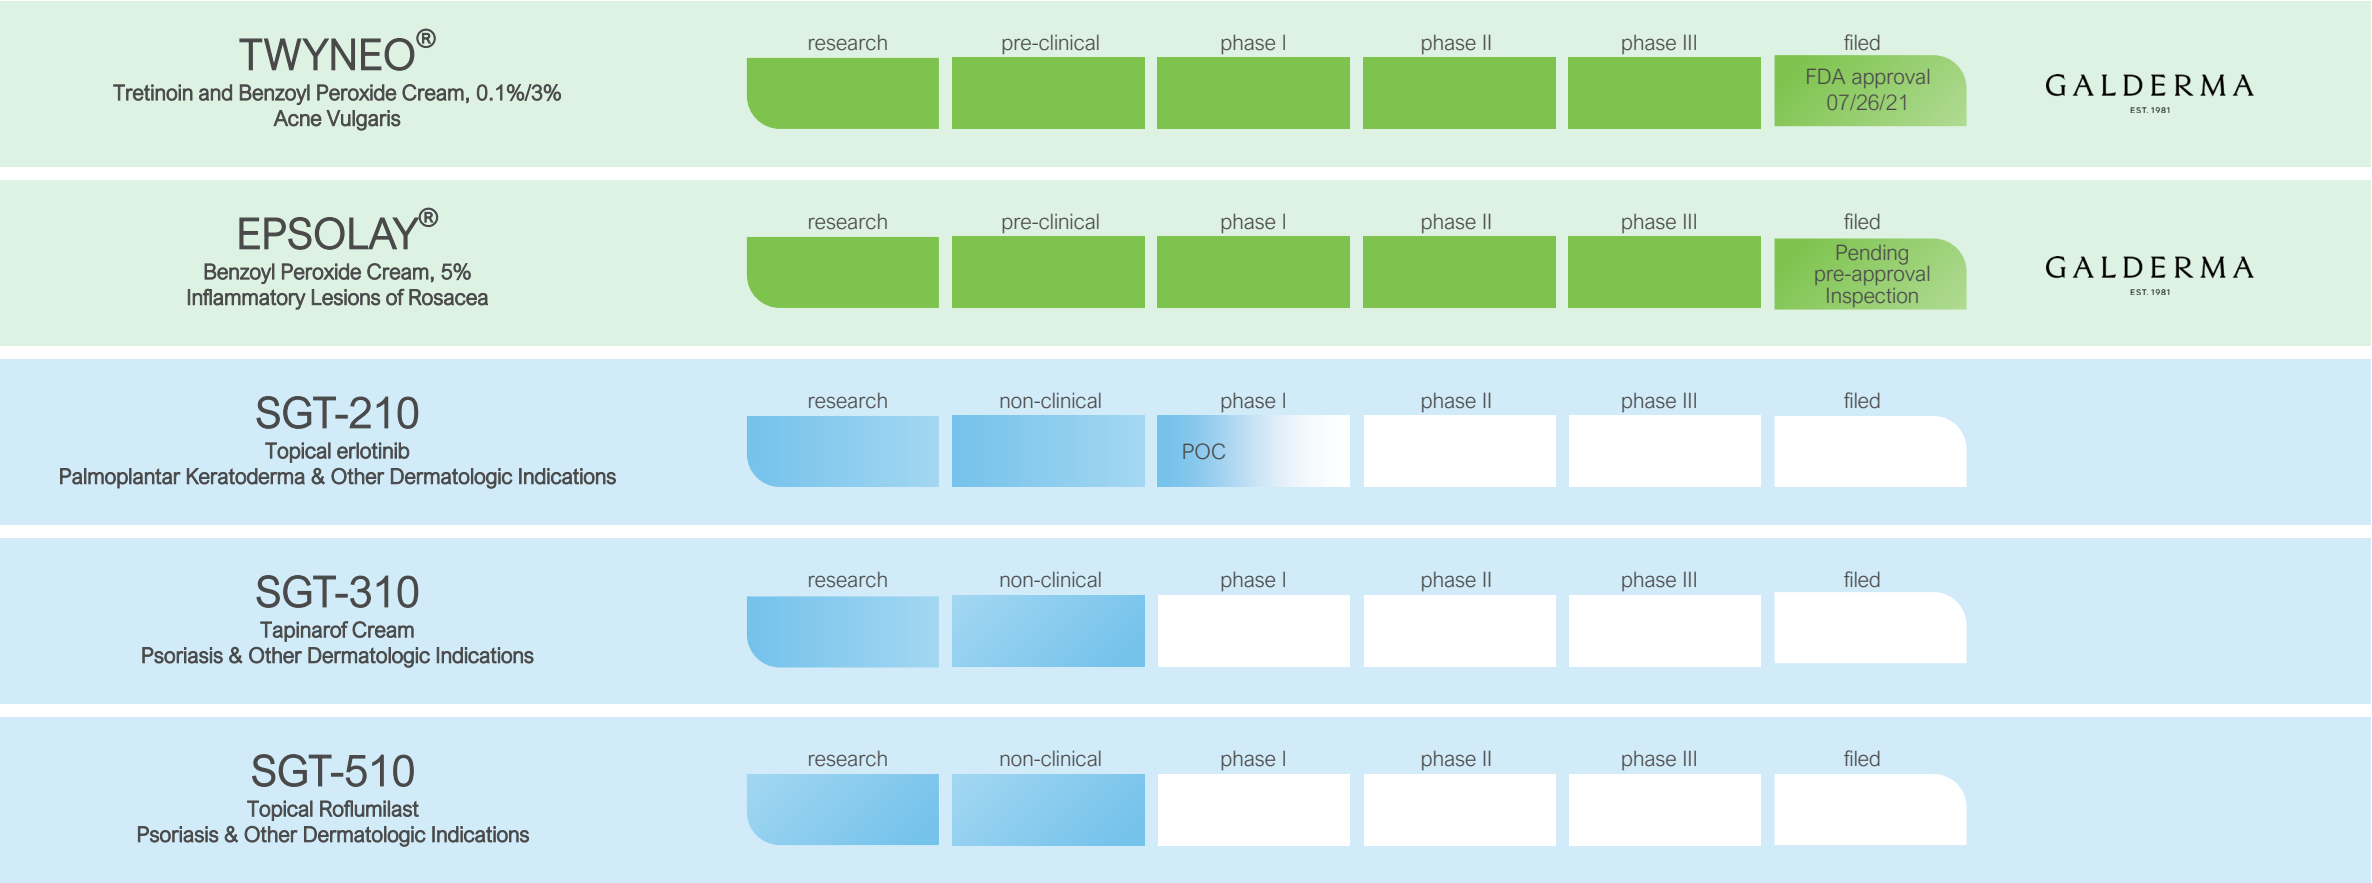 TWYNEO®
Tretinoin and Benzoyl Peroxide Cream, 0.1%/3%
Acne Vulgaris
research pre-clinical phase I phase II phase III filed
FDA approval
07/26/21
GALDERMA
EST. 1981
EPSOLAY®
Benzoyl Peroxide Cream, 5%
Inflammatory Lesions of Rosacea
research pre-clinical phase I phase II phase III filed
Pending
pre-approval
Inspection
GALDERMA
EST. 1981
SGT-210
Topical erlotinib
Palmoplantar Keratoderma & Other Dermatologic Indications
research non-clinical phase I phase II phase III filed
POC
SGT-310
Tapinarof Cream
Psoriasis & Other Dermatologic Indications
research non-clinical phase I phase II phase III filed
SGT-510
Topical Roflumilast
Psoriasis & Other Dermatologic Indications
research non-clinical phase I phase II phase III filed